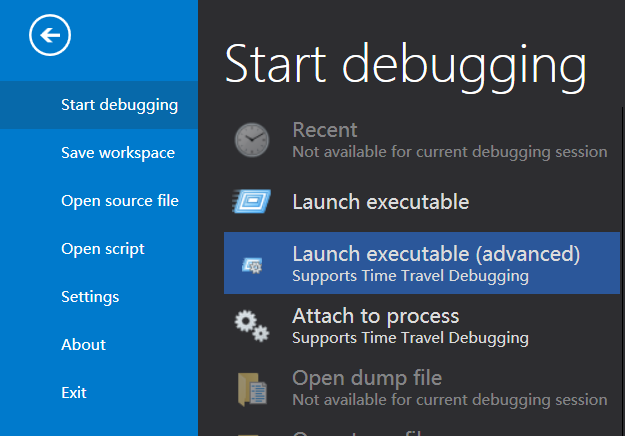 Start debugging
Save workspace
Open source file
Open script
Settings
About
Exit
Start debugging
Recent
Not available for current debugging session
Launch executable
Launch executable (advanced)
Supports Time Travel Debugging
Attach to process
Supports Time Travel Debugging
Open dump file
Not available for current debugging session